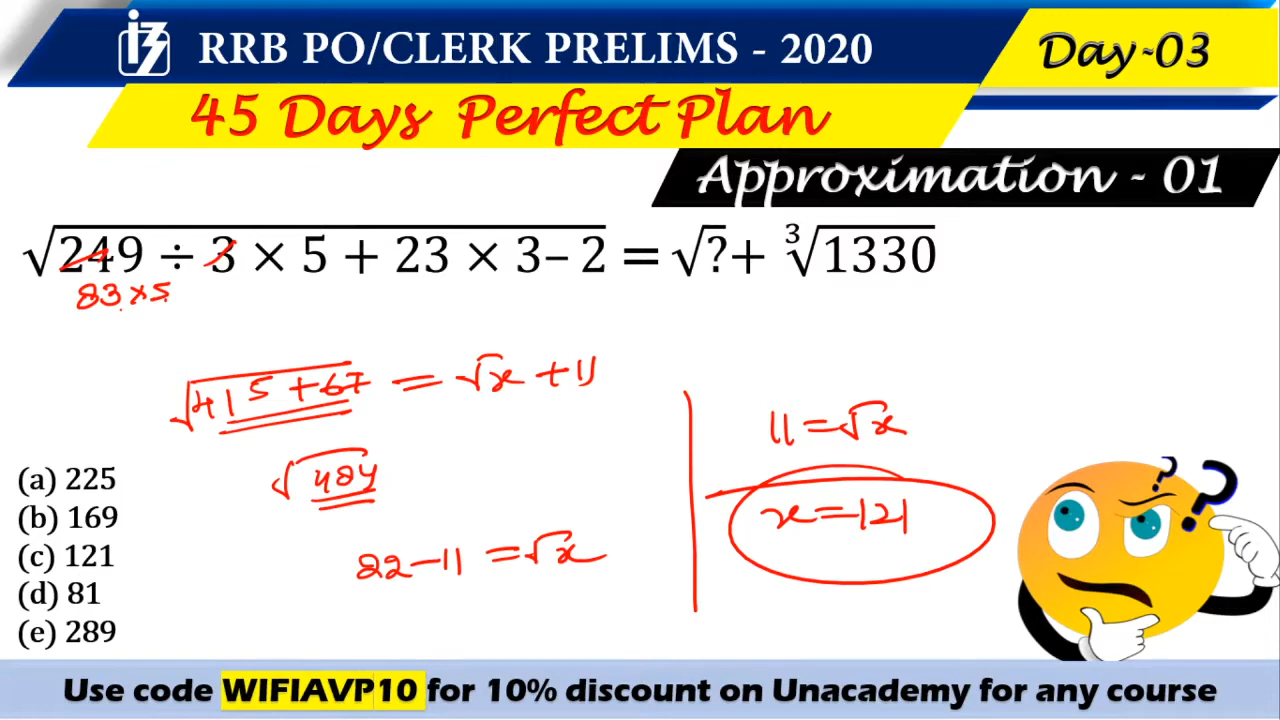 RRB PO/CLERK PRELIMS - 2020
Day-03
45 Days Perfect Plan
Approximation - 01
√249 ÷ 3 × 5 + 23 × 3– 2 = √? + ³√1330
83×5
√415+67 = √x +11
√484
22-11 = √x
11 = √x
x=121
(a) 225
(b) 169
(c) 121
(d) 81
(e) 289
Use code WIFIAVP10 for 10% discount on Unacademy for any course